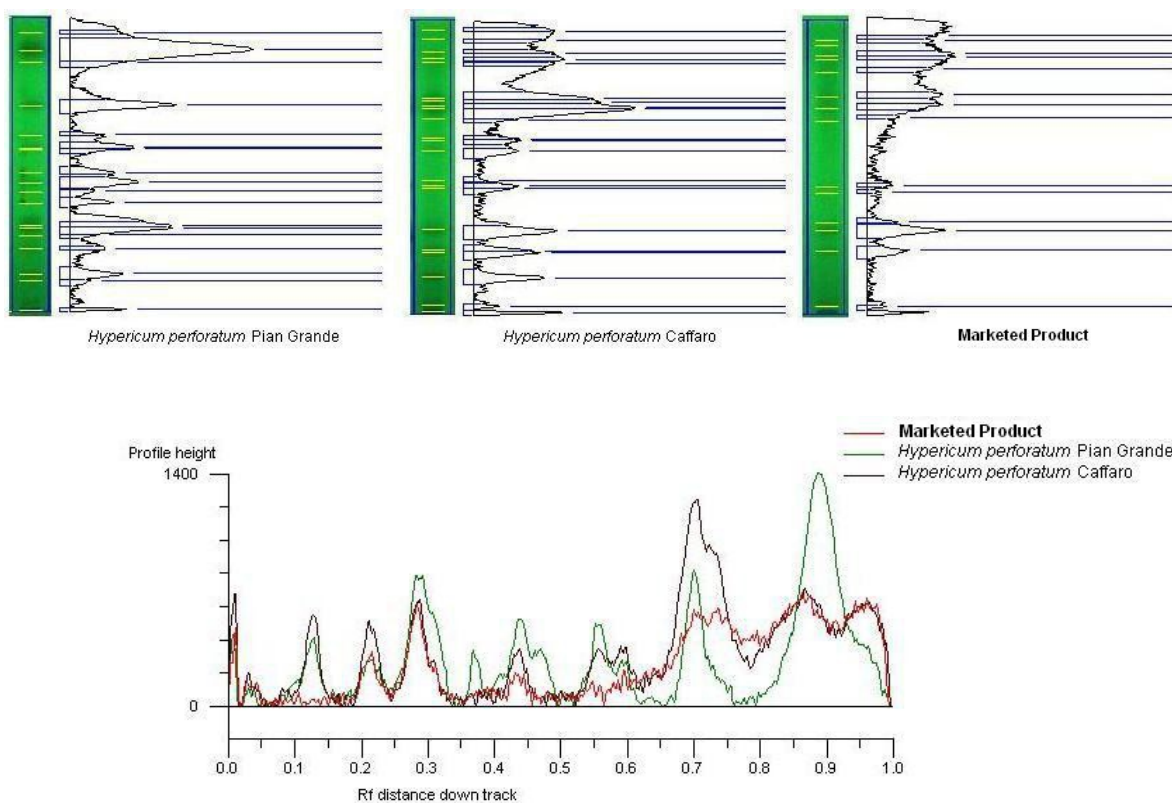 Hypericum perforatum Pian Grande
Hypericum perforatum Caffaro
Marketed Product
Marketed Product
Profile height
Hypericum perforatum Pian Grande
1400
Hypericum perforatum Caffaro
0
0.0 0.1 0.2 0.3 0.4 0.5 0.6 0.7 0.8 0.9 1.0
Rf distance down track